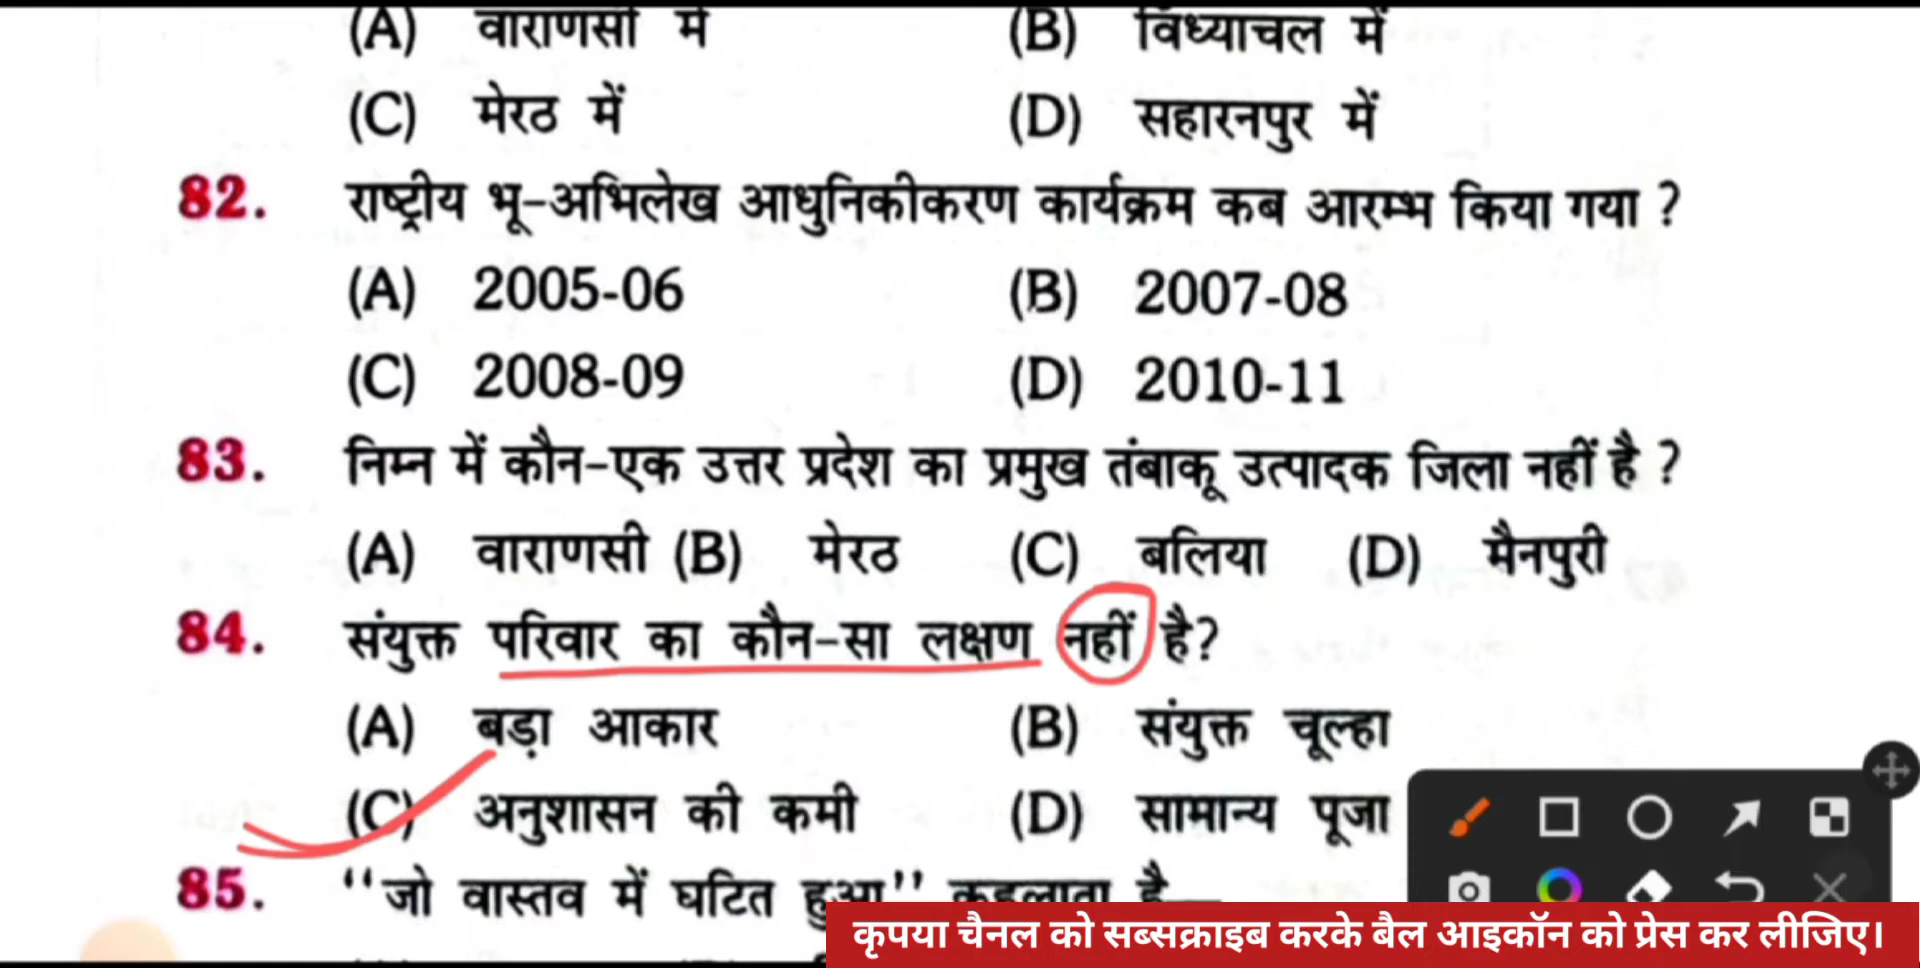 (A) वाराणसी में (B) विंध्याचल में
(C) मेरठ में (D) सहारनपुर में
82. राष्ट्रीय भू-अभिलेख आधुनिकीकरण कार्यक्रम कब आरम्भ किया गया ?
(A) 2005-06 (B) 2007-08
(C) 2008-09 (D) 2010-11
83. निम्न में कौन-एक उत्तर प्रदेश का प्रमुख तंबाकू उत्पादक जिला नहीं है ?
(A) वाराणसी (B) मेरठ (C) बलिया (D) मैनपुरी
84. संयुक्त परिवार का कौन-सा लक्षण नहीं है?
(A) बड़ा आकार (B) संयुक्त चूल्हा
(C) अनुशासन की कमी (D) सामान्य पूजा
85. ‘‘जो वास्तव में घटित हुआ’’ कहलाता है
कृपया चैनल को सब्सक्राइब करके बैल आइकॉन को प्रेस कर लीजिए।